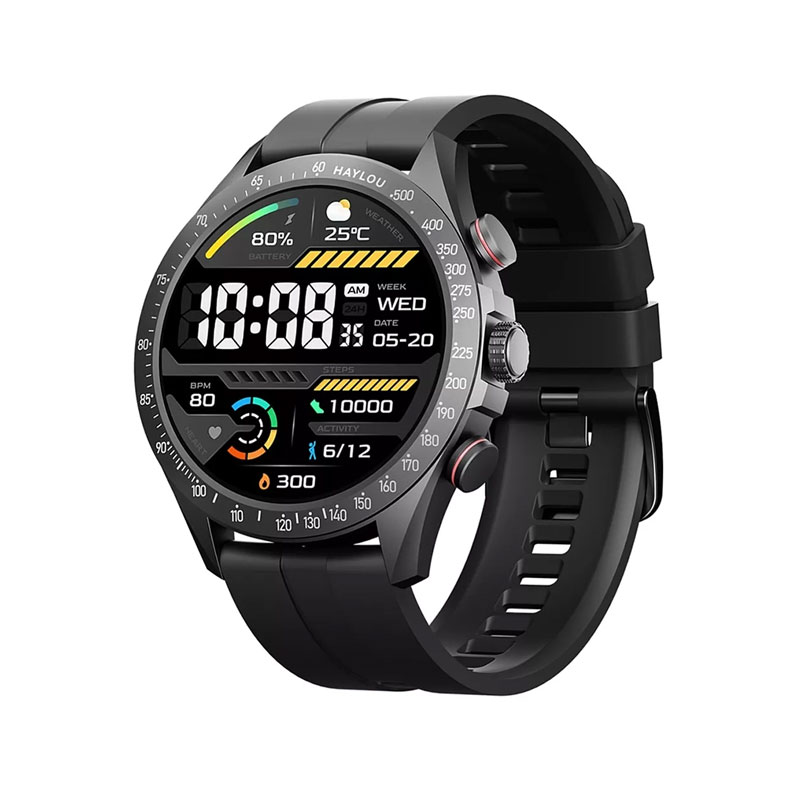 60 HAYLOU 500
65
70
75
80
85
90
100
110
120
130
140
150
160
170
180
190
200
225
250
275
300
350
400
80%
BATTERY
25°C
WEATHER
10:08 35
AM
24H
WEEK
WED
DATE
05-20
STEPS
10000
BPM
80
HEART
ACTIVITY
6/12
300